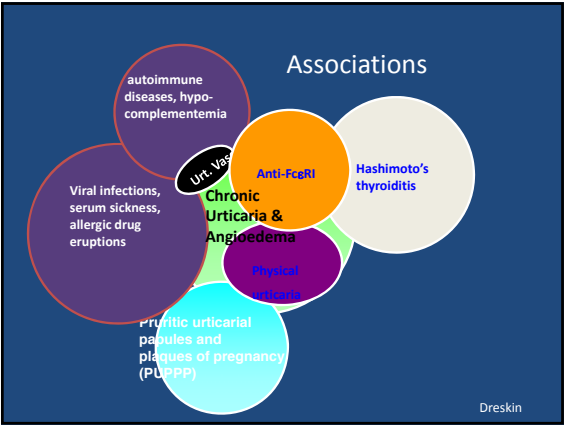 Associations
autoimmune
diseases, hypo-
complementemia
Urt. Vas
Anti-FcεRI
Hashimoto's
thyroiditis
Viral infections,
serum sickness,
allergic drug
eruptions
Chronic
Urticaria &
Angioedema
Physical
urticaria
Pruritic urticarial
papules and
plaques of pregnancy
(PUPPP)
Dreskin